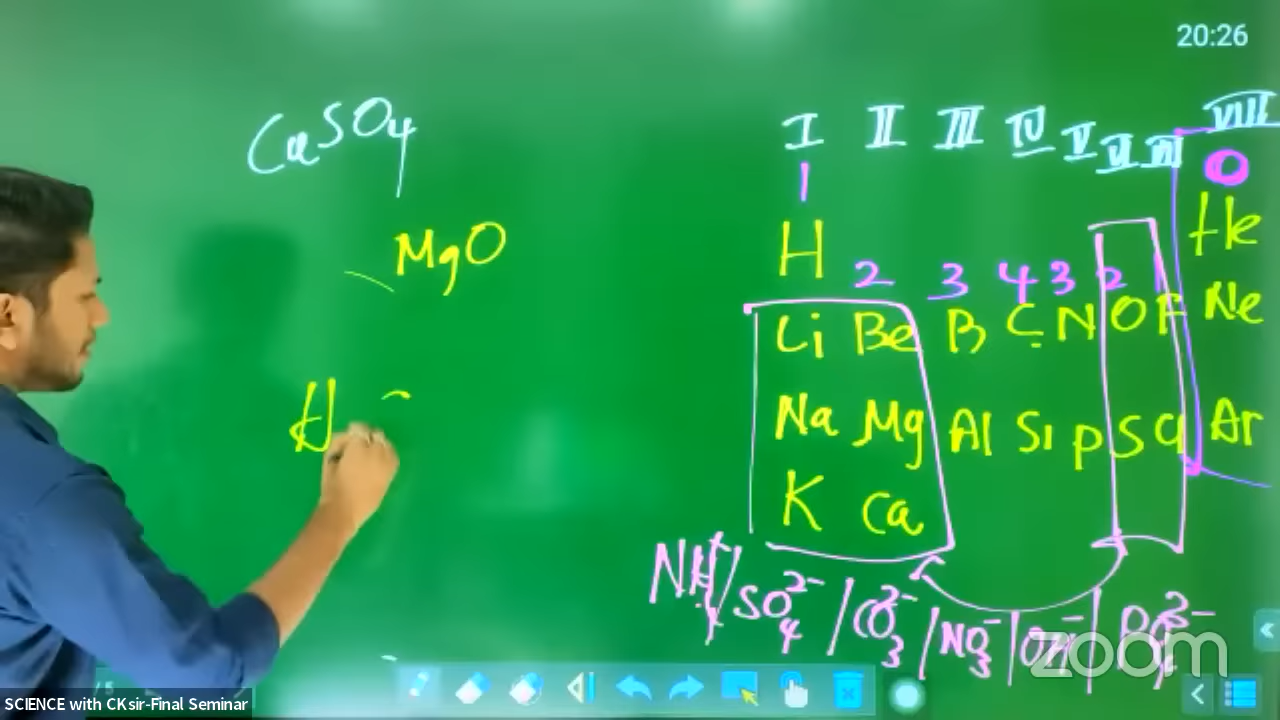 20:26
CaSO4
MgO
H
I II III IV V VI VII VIII
1 0
H He
2 3 4 3 2 1
Li Be B C N O F Ne
Na Mg Al Si P S Cl Ar
K Ca
NH4+ / SO4^2- / CO3^2- / NO3^- | OH^- |
zoom
SCIENCE with CKsir-Final Seminar